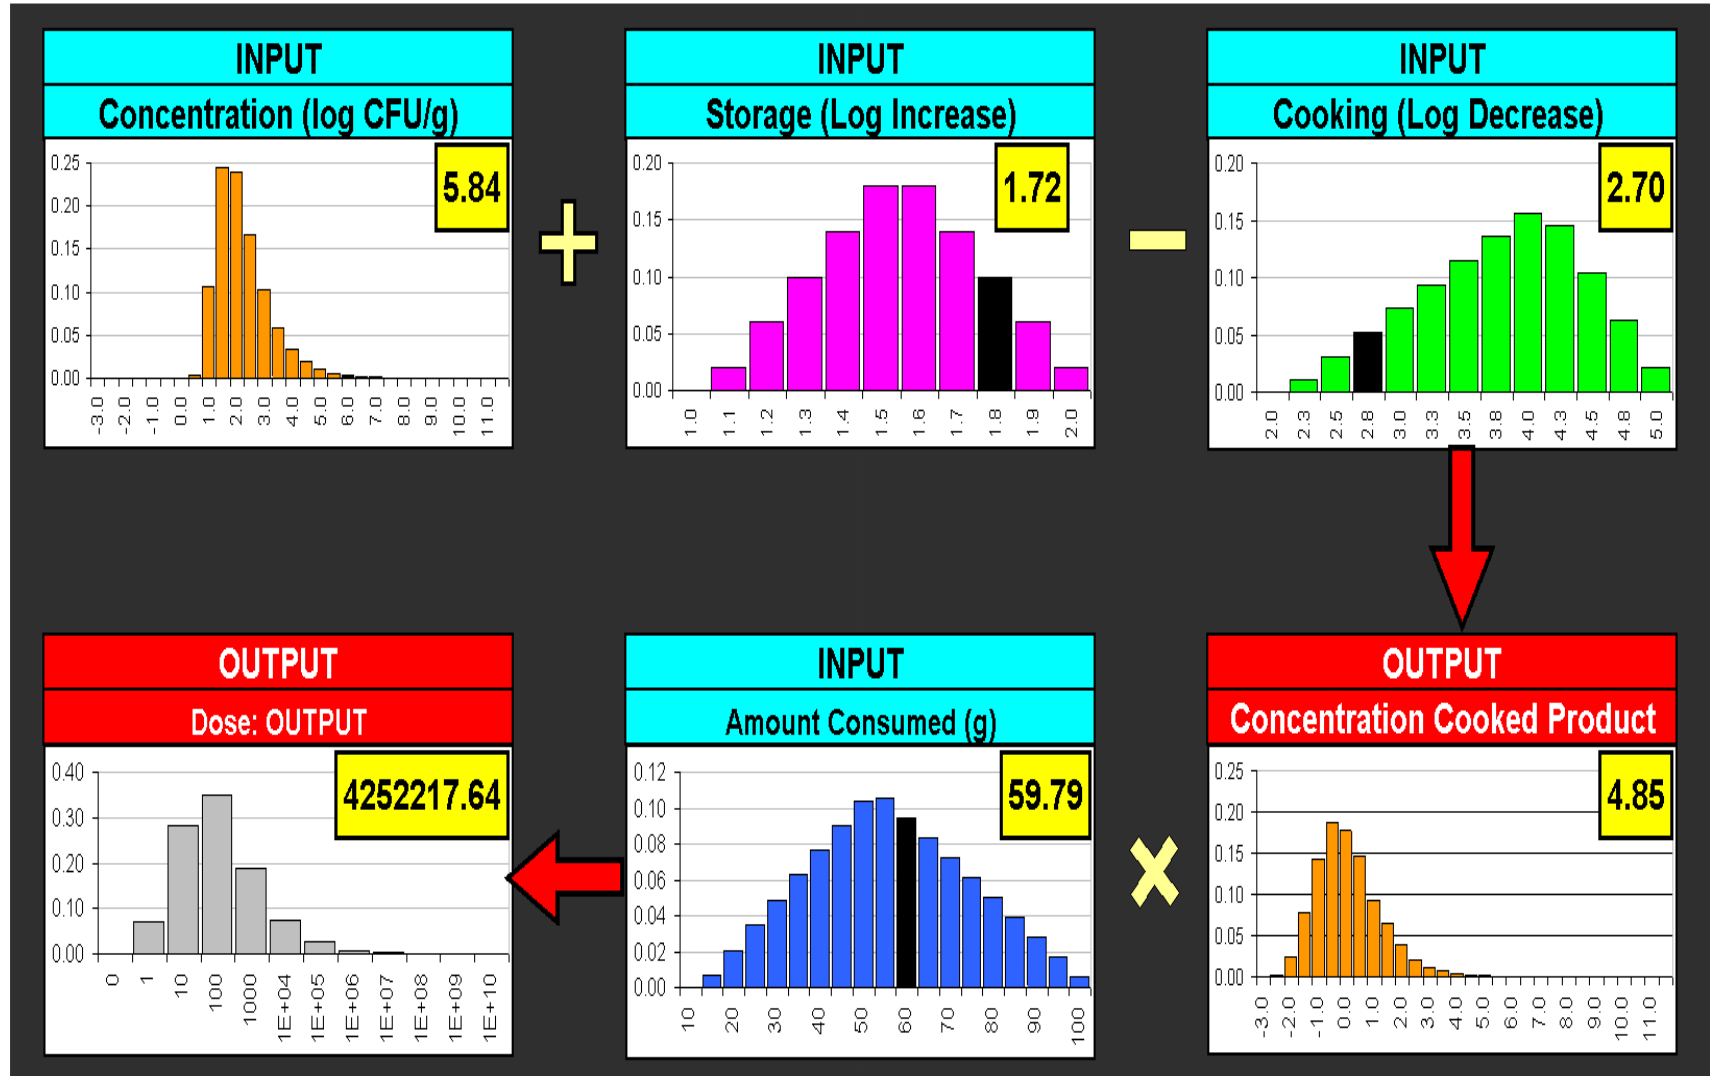 INPUT
Concentration (log CFU/g)
5.84
0.25
0.20
0.15
0.10
0.05
0.00
-3.0 -2.0 -1.0 0.0 1.0 2.0 3.0 4.0 5.0 6.0 7.0 8.0 9.0 10.0 11.0
+
INPUT
Storage (Log Increase)
1.72
0.20
0.15
0.10
0.05
0.00
1.0 1.1 1.2 1.3 1.4 1.5 1.6 1.7 1.8 1.9 2.0
−
INPUT
Cooking (Log Decrease)
2.70
0.20
0.15
0.10
0.05
0.00
2.0 2.3 2.5 2.8 3.0 3.3 3.5 3.8 4.0 4.3 4.5 4.8 5.0
OUTPUT
Dose: OUTPUT
4252217.64
0.40
0.30
0.20
0.10
0.00
0 1 10 100 1000 1E+04 1E+05 1E+06 1E+07 1E+08 1E+09 1E+10
INPUT
Amount Consumed (g)
59.79
0.12
0.10
0.08
0.06
0.04
0.02
0.00
10 20 30 40 50 60 70 80 90 100
×
OUTPUT
Concentration Cooked Product
4.85
0.25
0.20
0.15
0.10
0.05
0.00
-3.0 -2.0 -1.0 0.0 1.0 2.0 3.0 4.0 5.0 6.0 7.0 8.0 9.0 10.0 11.0